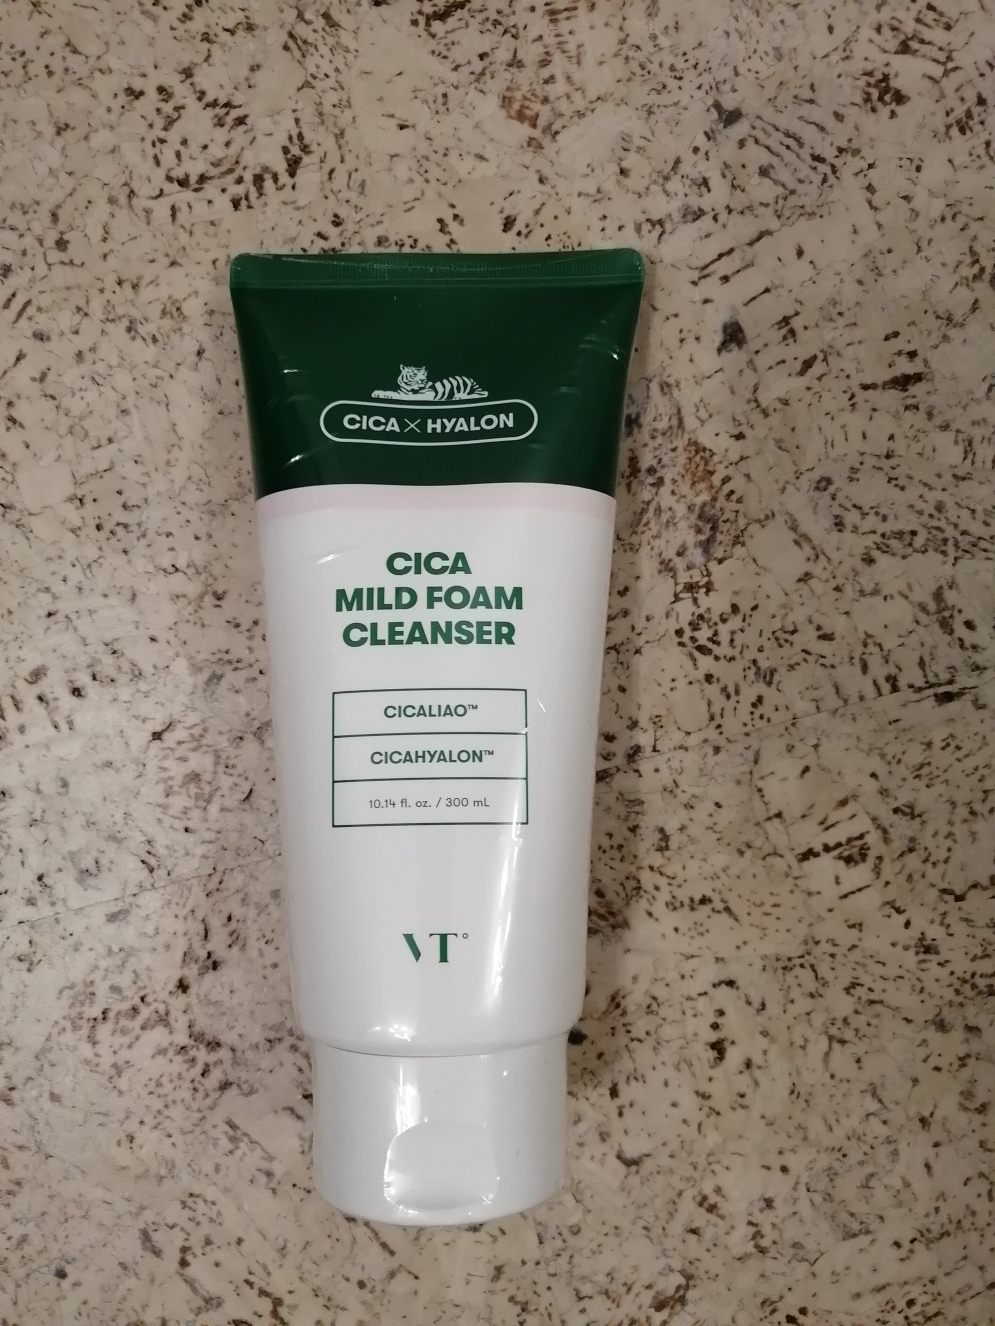 CICA × HYALON
CICA
MILD FOAM
CLEANSER
CICALIAO™
CICAHYALON™
10.14 fl. oz. / 300 mL
VT°